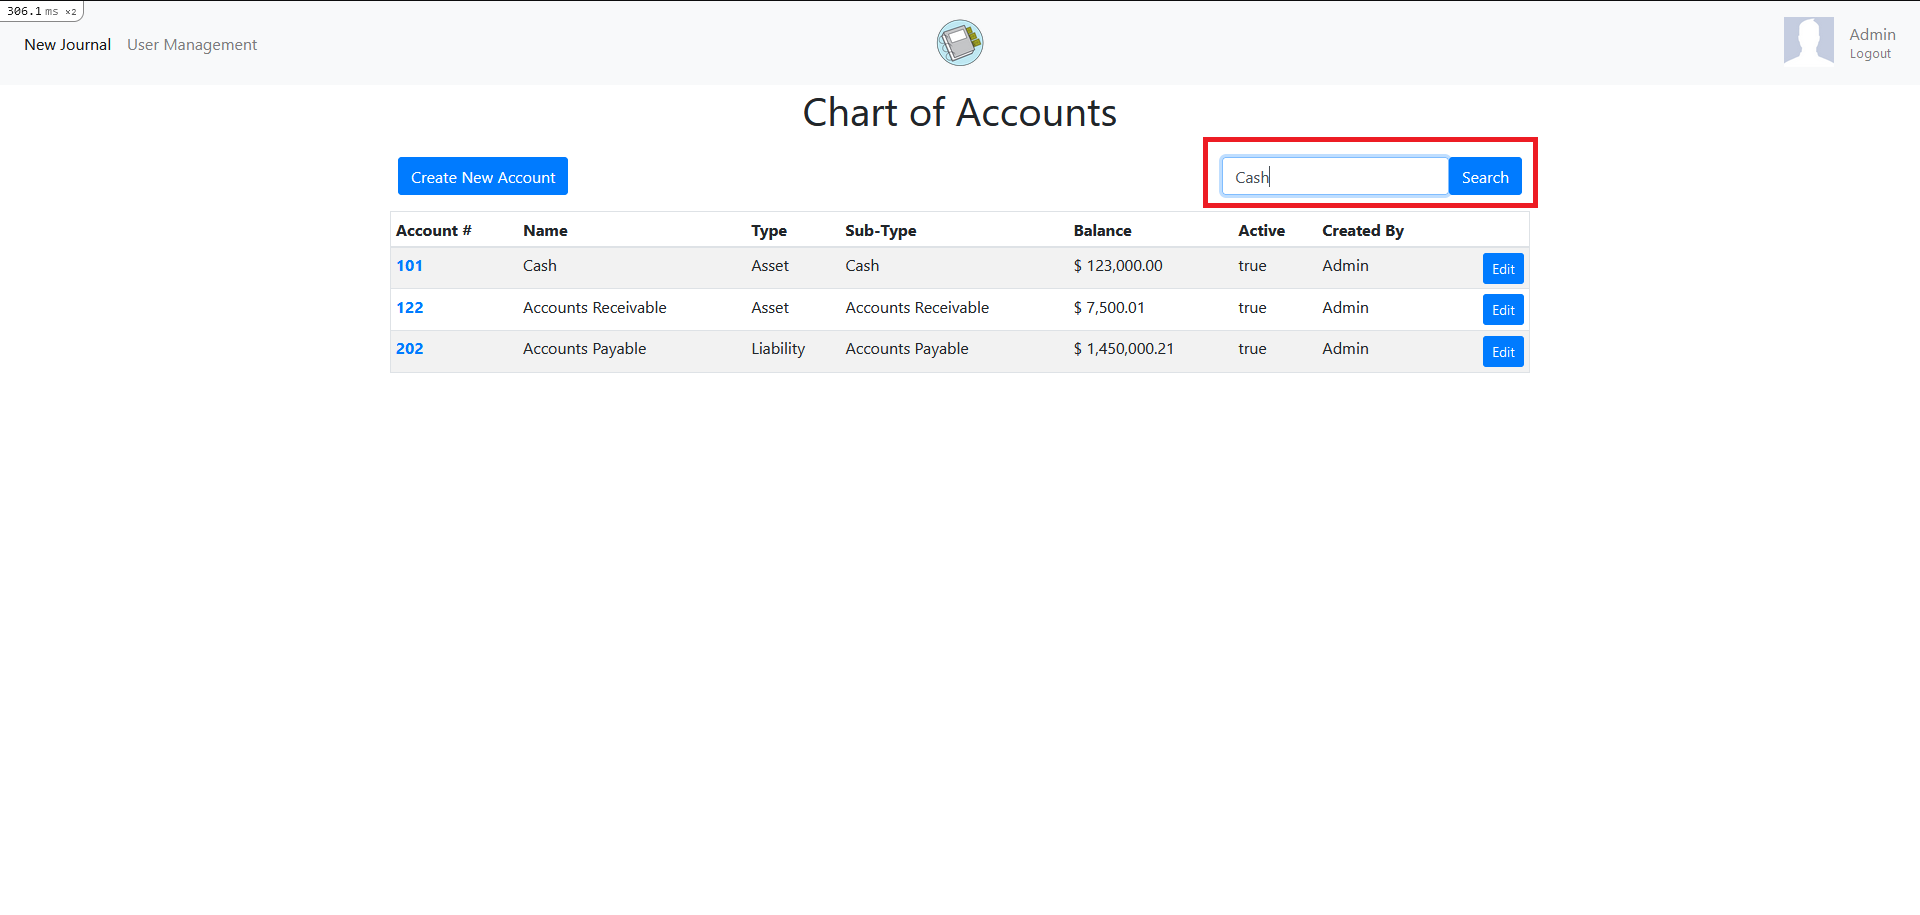 306.1 ms ×2
New Journal User Management
Admin
Logout
Chart of Accounts
Create New Account
Cash Search
Account # Name Type Sub-Type Balance Active Created By
101 Cash Asset Cash $ 123,000.00 true Admin Edit
122 Accounts Receivable Asset Accounts Receivable $ 7,500.01 true Admin Edit
202 Accounts Payable Liability Accounts Payable $ 1,450,000.21 true Admin Edit